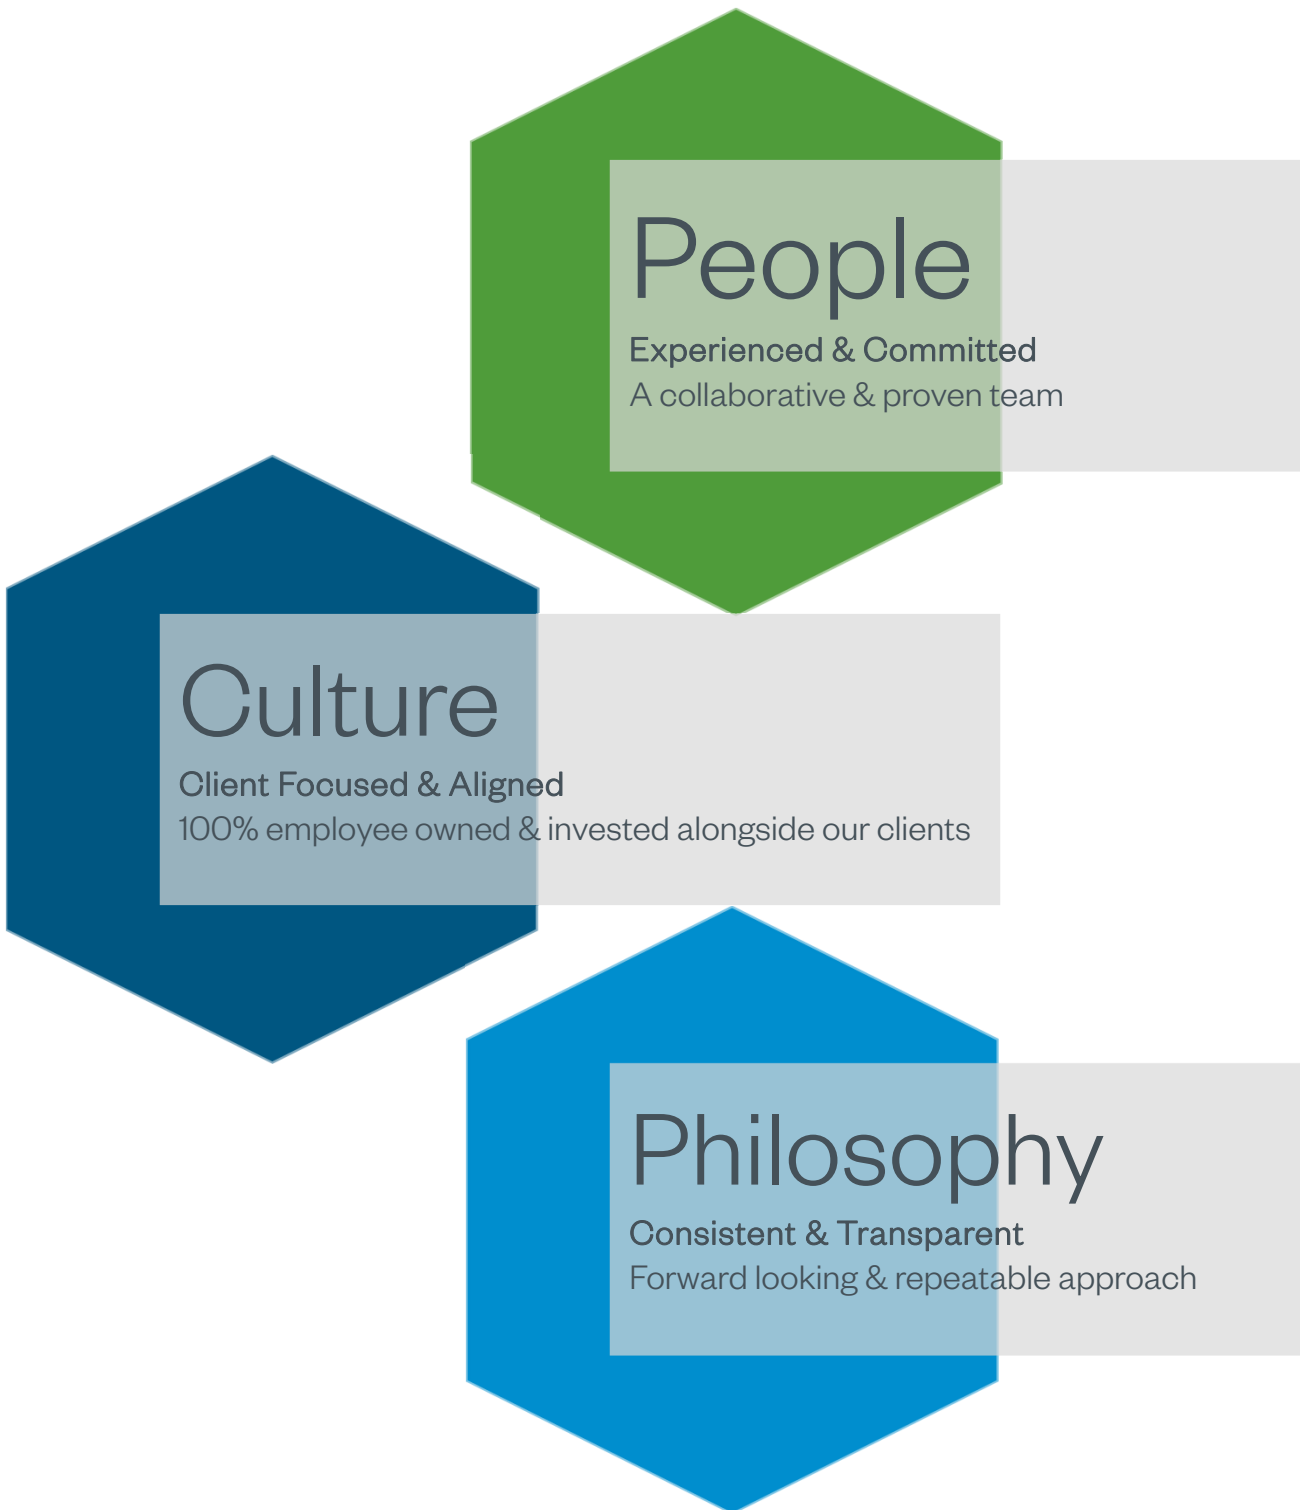 People
Experienced & Committed
A collaborative & proven team
Culture
Client Focused & Aligned
100% employee owned & invested alongside our clients
Philosophy
Consistent & Transparent
Forward looking & repeatable approach